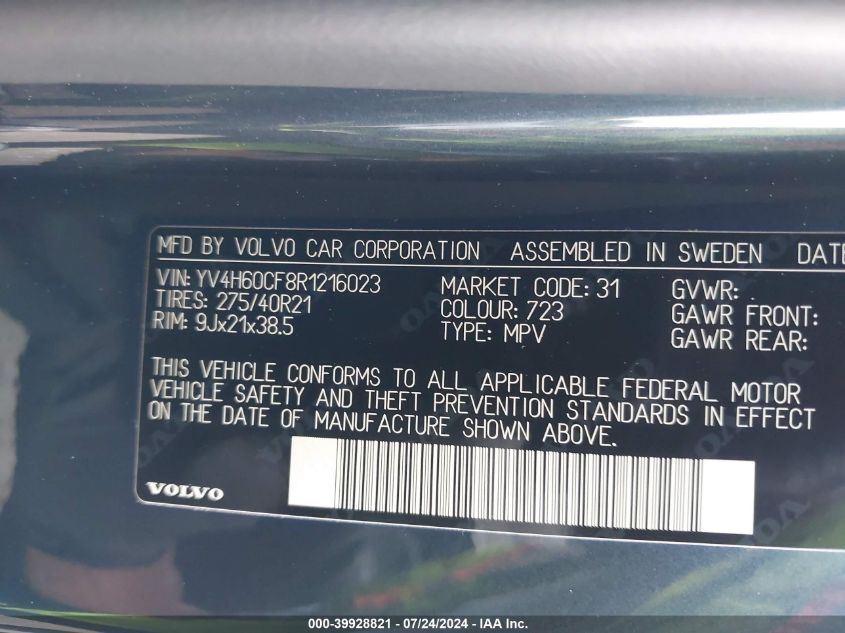 MFD BY VOLVO CAR CORPORATION ASSEMBLED IN SWEDEN DATE
VIN: YV4H60CF8R1216023 MARKET CODE: 31 GVWR:
TIRES: 275/40R21 COLOUR: 723 GAWR FRONT:
RIM: 9Jx21x38.5 TYPE: MPV GAWR REAR:
THIS VEHICLE CONFORMS TO ALL APPLICABLE FEDERAL MOTOR
VEHICLE SAFETY AND THEFT PREVENTION STANDARDS IN EFFECT
ON THE DATE OF MANUFACTURE SHOWN ABOVE.
VOLVO
000-39928821 / 07/24/2024 - IAA Inc.